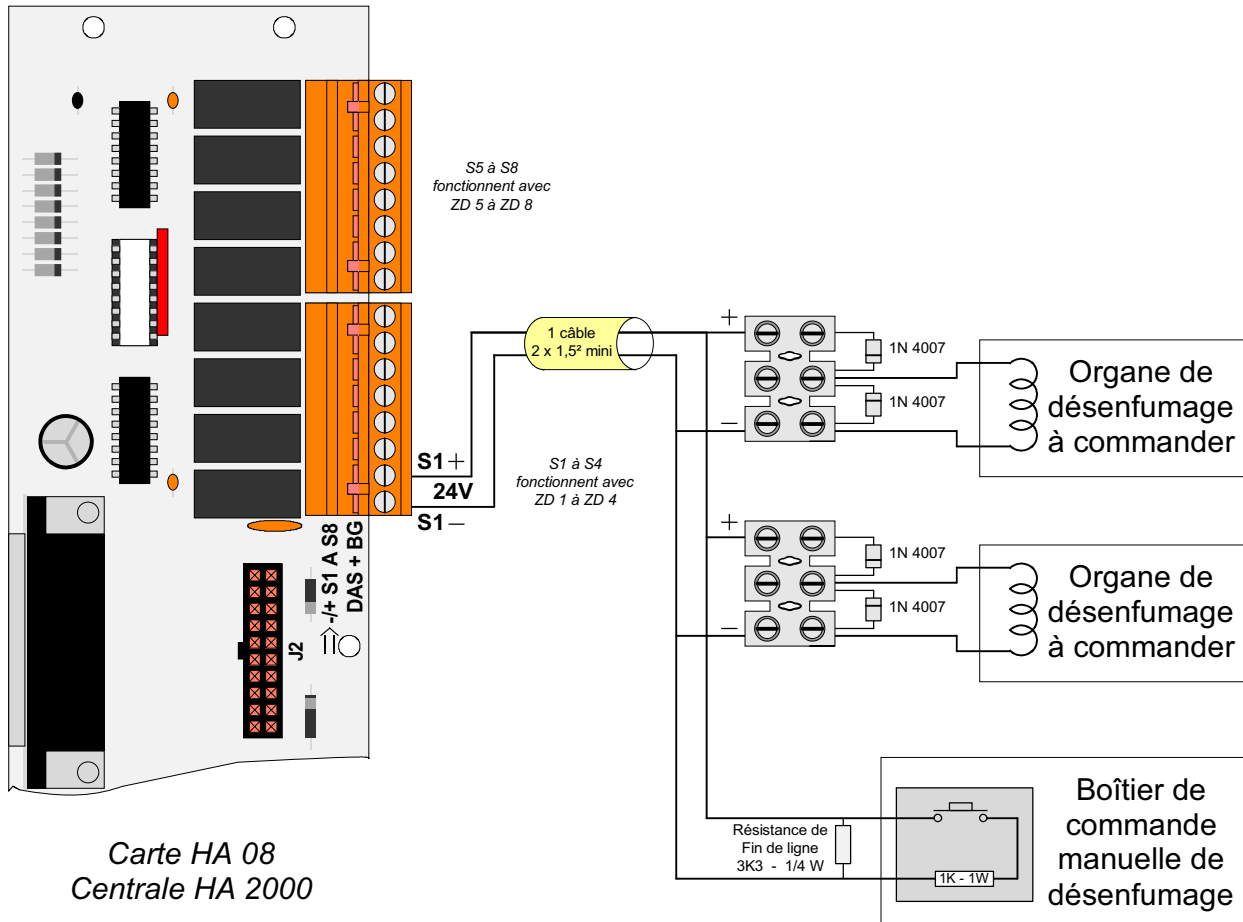 S5 à S8
fonctionnent avec
ZD 5 à ZD 8
1 câble
2 x 1,5² mini
S1 +
24V
S1 −
S1 à S4
fonctionnent avec
ZD 1 à ZD 4
-/+ S1 A S8
DAS + BG
J2
+
−
1N 4007
1N 4007
Organe de
désenfumage
à commander
+
−
1N 4007
1N 4007
Organe de
désenfumage
à commander
Résistance de
Fin de ligne
3K3 - 1/4 W
1K - 1W
Boîtier de
commande
manuelle de
désenfumage
Carte HA 08
Centrale HA 2000